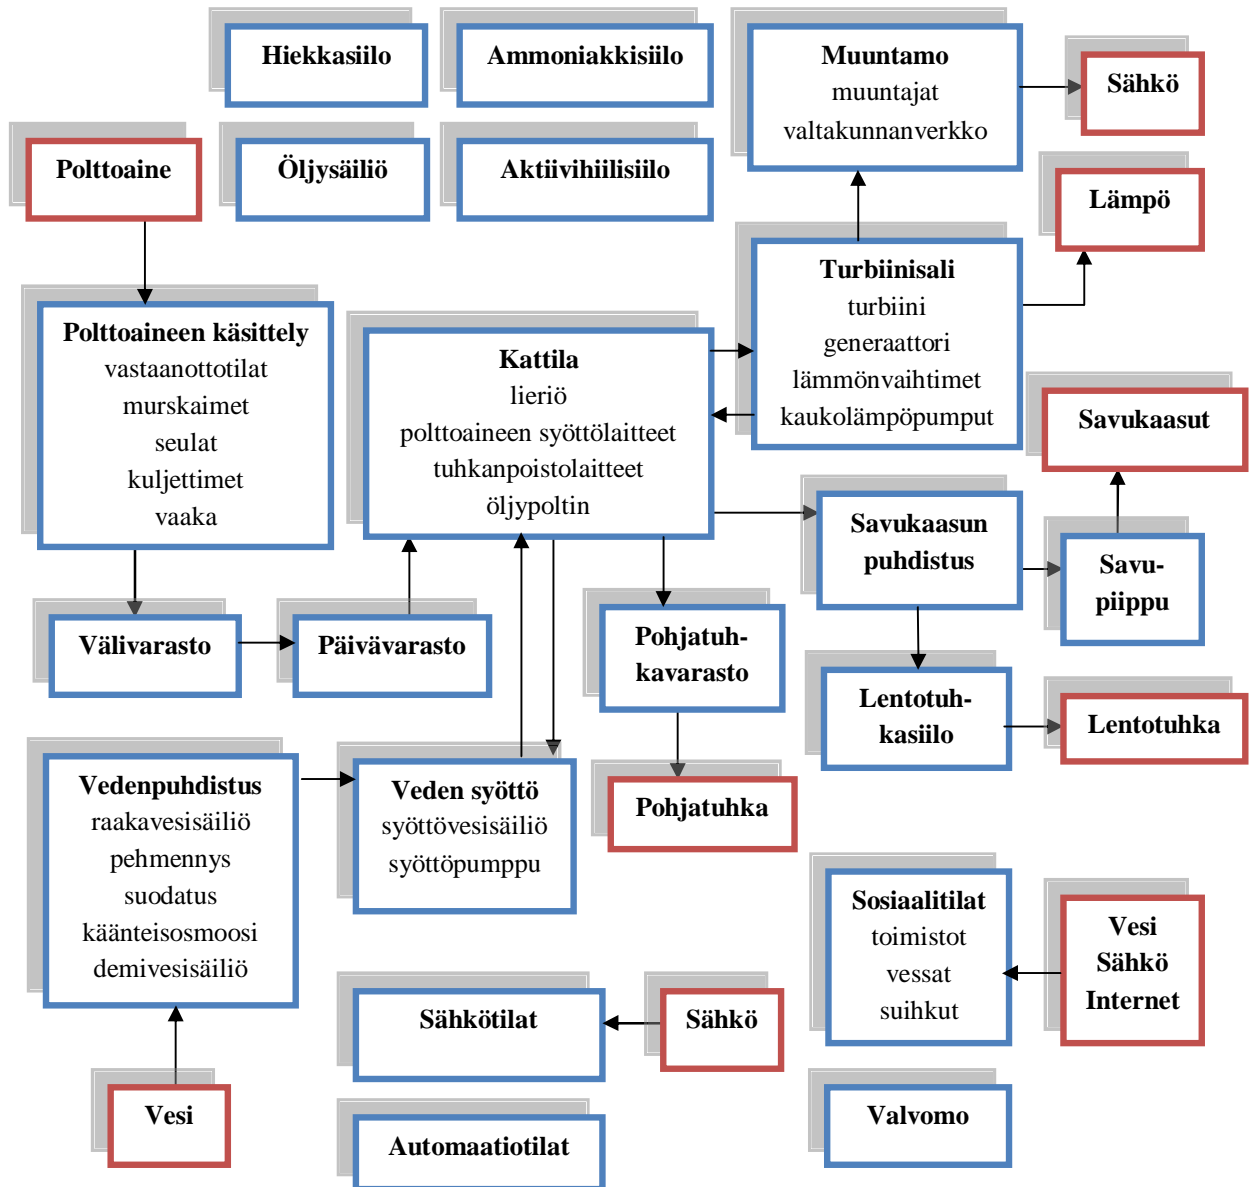 Hiekkasiilo
Ammoniakkisiilo
Muuntamo
muuntajat
valtakunnanverkko
Sähkö
Polttoaine
Öljysäiliö
Aktiivihiilisiilo
Lämpö
Turbiinisali
turbiini
generaattori
lämmönvaihtimet
kaukolämpöpumput
Polttoaineen käsittely
vastaanottotilat
murskaimet
seulat
kuljettimet
vaaka
Kattila
lieriö
polttoaineen syöttölaitteet
tuhkanpoistolaitteet
öljypoltin
Savukaasut
Savukaasun
puhdistus
Savu-
piippu
Välivarasto
Päivävarasto
Pohjatuh-
kavarasto
Lentotuh-
kasiilo
Lentotuhka
Vedenpuhdistus
raakavesisäiliö
pehmennys
suodatus
käänteisosmoosi
demivesisäiliö
Veden syöttö
syöttövesisäiliö
syöttöpumppu
Pohjatuhka
Sosiaalitilat
toimistot
vessat
suihkut
Vesi
Sähkö
Internet
Sähkötilat
Sähkö
Vesi
Automaatiotilat
Valvomo